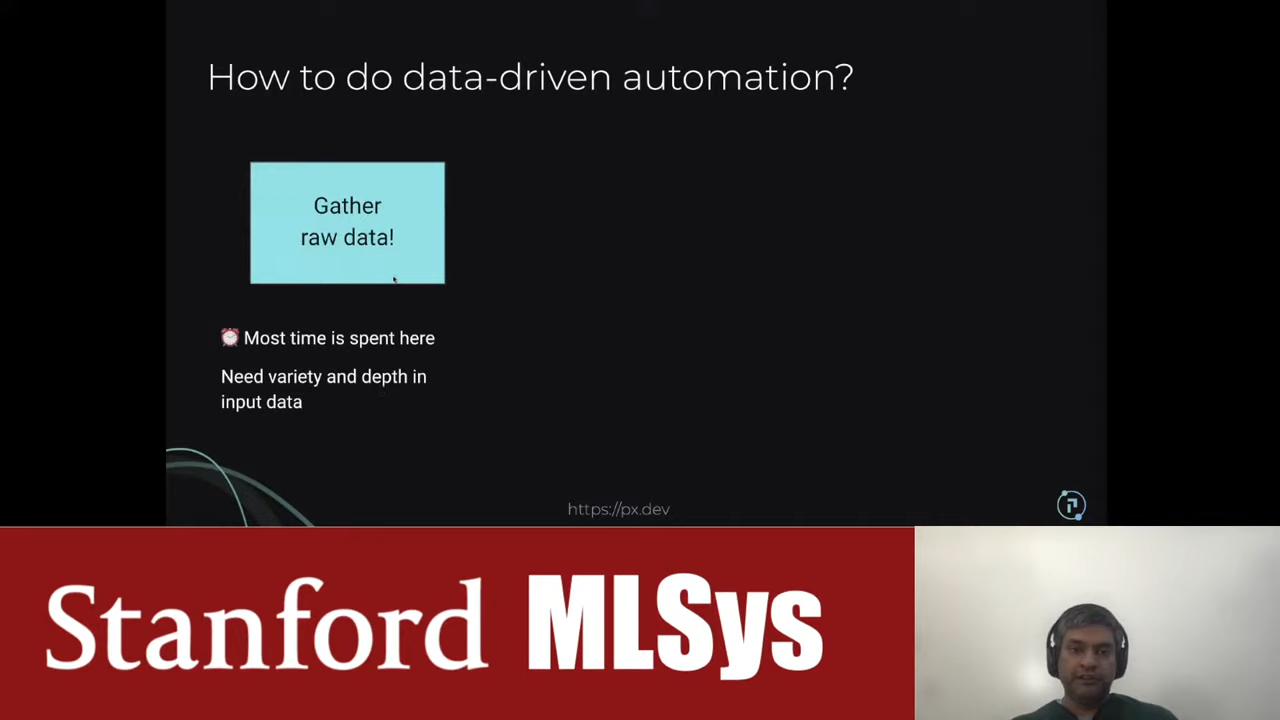 How to do data-driven automation?
Gather
raw data!
⏰ Most time is spent here
Need variety and depth in
input data
https://px.dev
Stanford MLSys